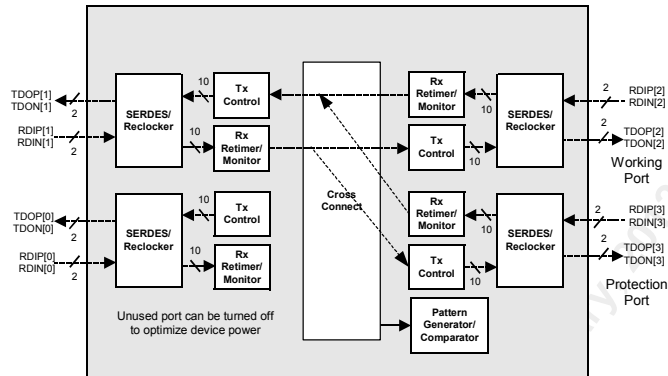 TDOP[1]
TDON[1]
2
RDIP[1]
RDIN[1]
2
SERDES/
Reclocker
10
Tx
Control
10
Rx
Retimer/
Monitor
TDOP[0]
TDON[0]
2
RDIP[0]
RDIN[0]
2
SERDES/
Reclocker
10
Tx
Control
10
Rx
Retimer/
Monitor
Unused port can be turned off
to optimize device power
Cross
Connect
Rx
Retimer/
Monitor
10
Tx
Control
10
SERDES/
Reclocker
2
RDIP[2]
RDIN[2]
2
TDOP[2]
TDON[2]
Working
Port
Rx
Retimer/
Monitor
10
Tx
Control
10
SERDES/
Reclocker
2
RDIP[3]
RDIN[3]
2
TDOP[3]
TDON[3]
Protection
Port
Pattern
Generator/
Comparator